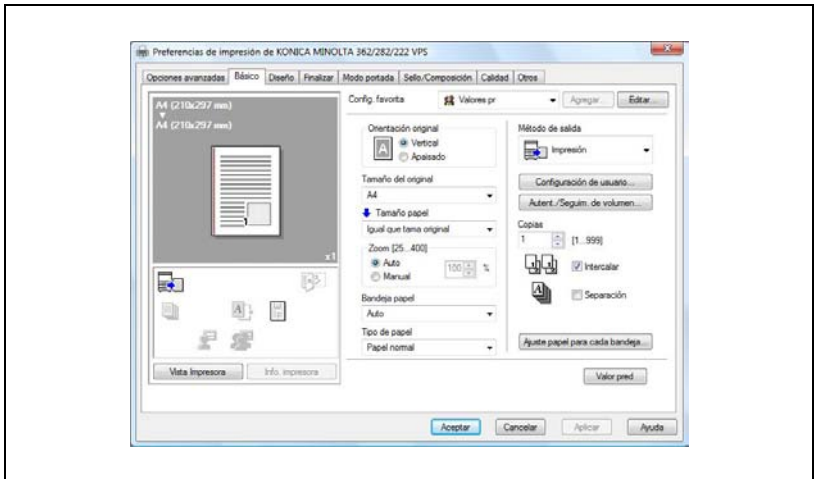 Preferencias de impresión de KONICA MINOLTA 362/282/222 VPS
Opciones avanzadas Básico Diseño Finalizar Modo portada Sello/Composición Calidad Otros
A4 (210x297 mm)
A4 (210x297 mm)
x1
Vista Impresora
Info. impresora
Config. favorita
Valores pr
Agregar...
Editar...
Orientación original
Vertical
Apaisado
Tamaño del original
A4
Tamaño papel
Igual que tama original
Zoom [25...400]
Auto
Manual
100 %
Bandeja papel
Auto
Tipo de papel
Papel normal
Método de salida
Impresión
Configuración de usuario...
Autent./Seguim. de volumen...
Copias
1 [1...999]
Intercalar
Separación
Ajuste papel para cada bandeja...
Valor pred
Aceptar
Cancelar
Aplicar
Ayuda